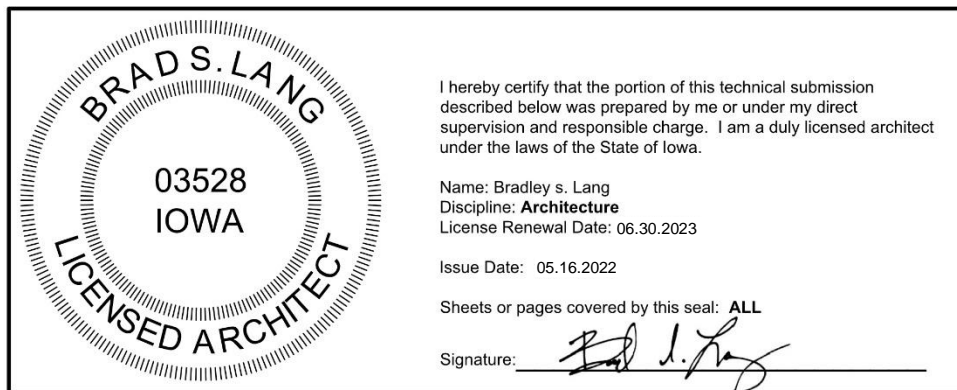 BRAD S. LANG
03528
IOWA
LICENSED ARCHITECT
I hereby certify that the portion of this technical submission
described below was prepared by me or under my direct
supervision and responsible charge. I am a duly licensed architect
under the laws of the State of Iowa.
Name: Bradley s. Lang
Discipline: Architecture
License Renewal Date: 06.30.2023
Issue Date: 05.16.2022
Sheets or pages covered by this seal: ALL
Signature: Brad s. Lang